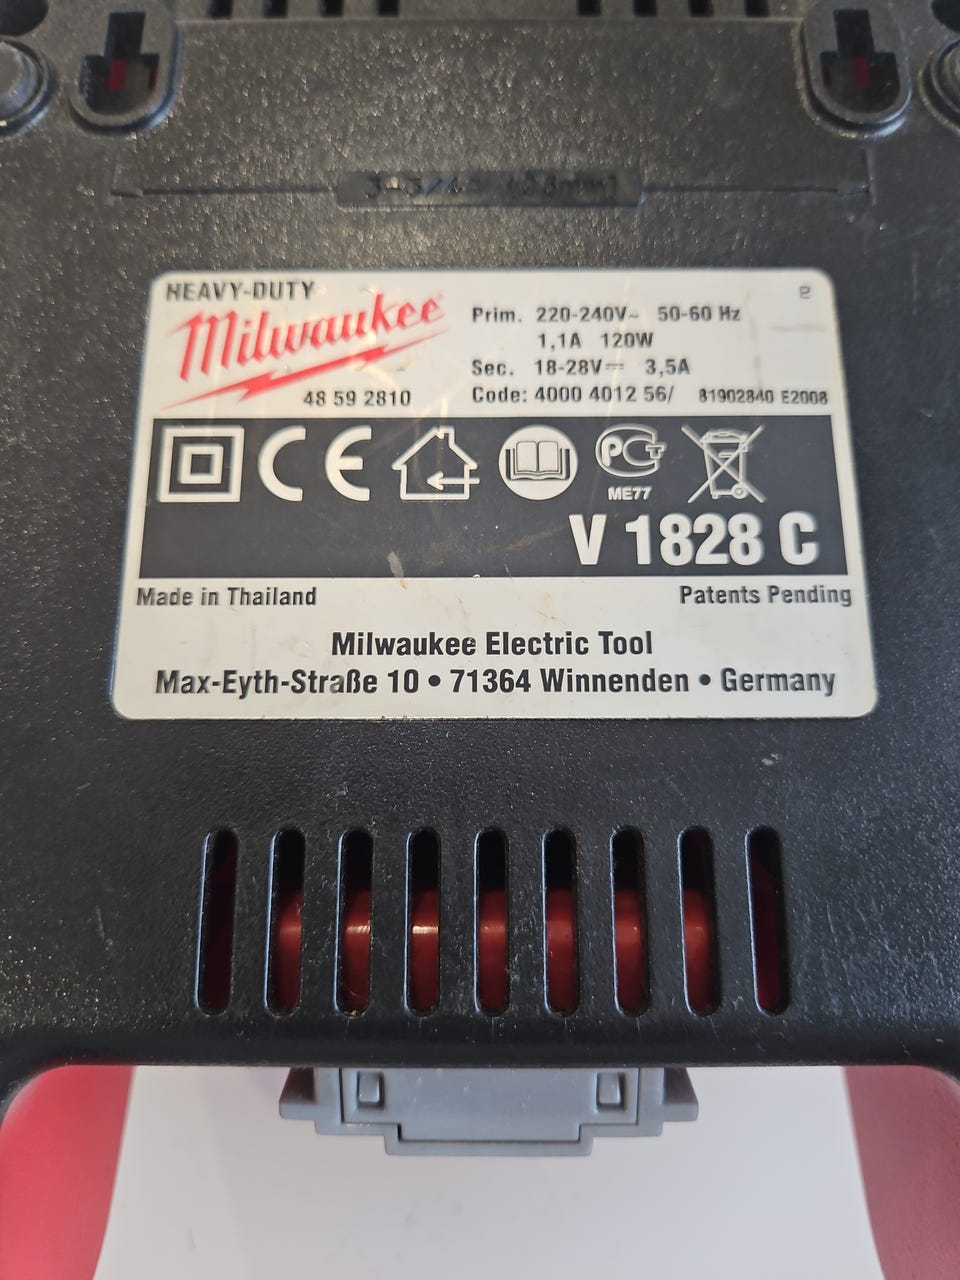 HEAVY-DUTY
Milwaukee
48 59 2810
Prim. 220-240V~ 50-60 Hz
1,1A 120W
Sec. 18-28V⎓ 3,5A
Code: 4000 4012 56/ 81902840 E2008
CE
PCT
ME77
V 1828 C
Made in Thailand
Patents Pending
Milwaukee Electric Tool
Max-Eyth-Straße 10 • 71364 Winnenden • Germany